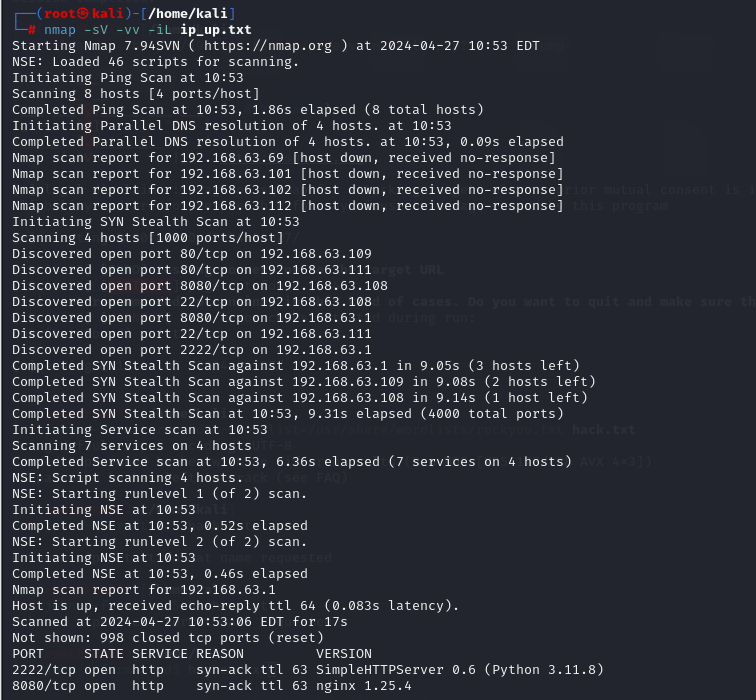 ┌──(root㉿kali)-[/home/kali]
└─# nmap -sV -vv -iL ip_up.txt
Starting Nmap 7.94SVN ( https://nmap.org ) at 2024-04-27 10:53 EDT
NSE: Loaded 46 scripts for scanning.
Initiating Ping Scan at 10:53
Scanning 8 hosts [4 ports/host]
Completed Ping Scan at 10:53, 1.86s elapsed (8 total hosts)
Initiating Parallel DNS resolution of 4 hosts. at 10:53
Completed Parallel DNS resolution of 4 hosts. at 10:53, 0.09s elapsed
Nmap scan report for 192.168.63.69 [host down, received no-response]
Nmap scan report for 192.168.63.101 [host down, received no-response]
Nmap scan report for 192.168.63.102 [host down, received no-response]
Nmap scan report for 192.168.63.112 [host down, received no-response]
Initiating SYN Stealth Scan at 10:53
Scanning 4 hosts [1000 ports/host]
Discovered open port 80/tcp on 192.168.63.109
Discovered open port 80/tcp on 192.168.63.111
Discovered open port 8080/tcp on 192.168.63.108
Discovered open port 22/tcp on 192.168.63.108
Discovered open port 8080/tcp on 192.168.63.1
Discovered open port 22/tcp on 192.168.63.111
Discovered open port 2222/tcp on 192.168.63.1
Completed SYN Stealth Scan against 192.168.63.1 in 9.05s (3 hosts left)
Completed SYN Stealth Scan against 192.168.63.109 in 9.08s (2 hosts left)
Completed SYN Stealth Scan against 192.168.63.108 in 9.14s (1 host left)
Completed SYN Stealth Scan at 10:53, 9.31s elapsed (4000 total ports)
Initiating Service scan at 10:53
Scanning 7 services on 4 hosts
Completed Service scan at 10:53, 6.36s elapsed (7 services on 4 hosts)
NSE: Script scanning 4 hosts.
NSE: Starting runlevel 1 (of 2) scan.
Initiating NSE at 10:53
Completed NSE at 10:53, 0.52s elapsed
NSE: Starting runlevel 2 (of 2) scan.
Initiating NSE at 10:53
Completed NSE at 10:53, 0.46s elapsed
Nmap scan report for 192.168.63.1
Host is up, received echo-reply ttl 64 (0.083s latency).
Scanned at 2024-04-27 10:53:06 EDT for 17s
Not shown: 998 closed tcp ports (reset)
PORT     STATE SERVICE REASON         VERSION
2222/tcp open  http    syn-ack ttl 63 SimpleHTTPServer 0.6 (Python 3.11.8)
8080/tcp open  http    syn-ack ttl 63 nginx 1.25.4